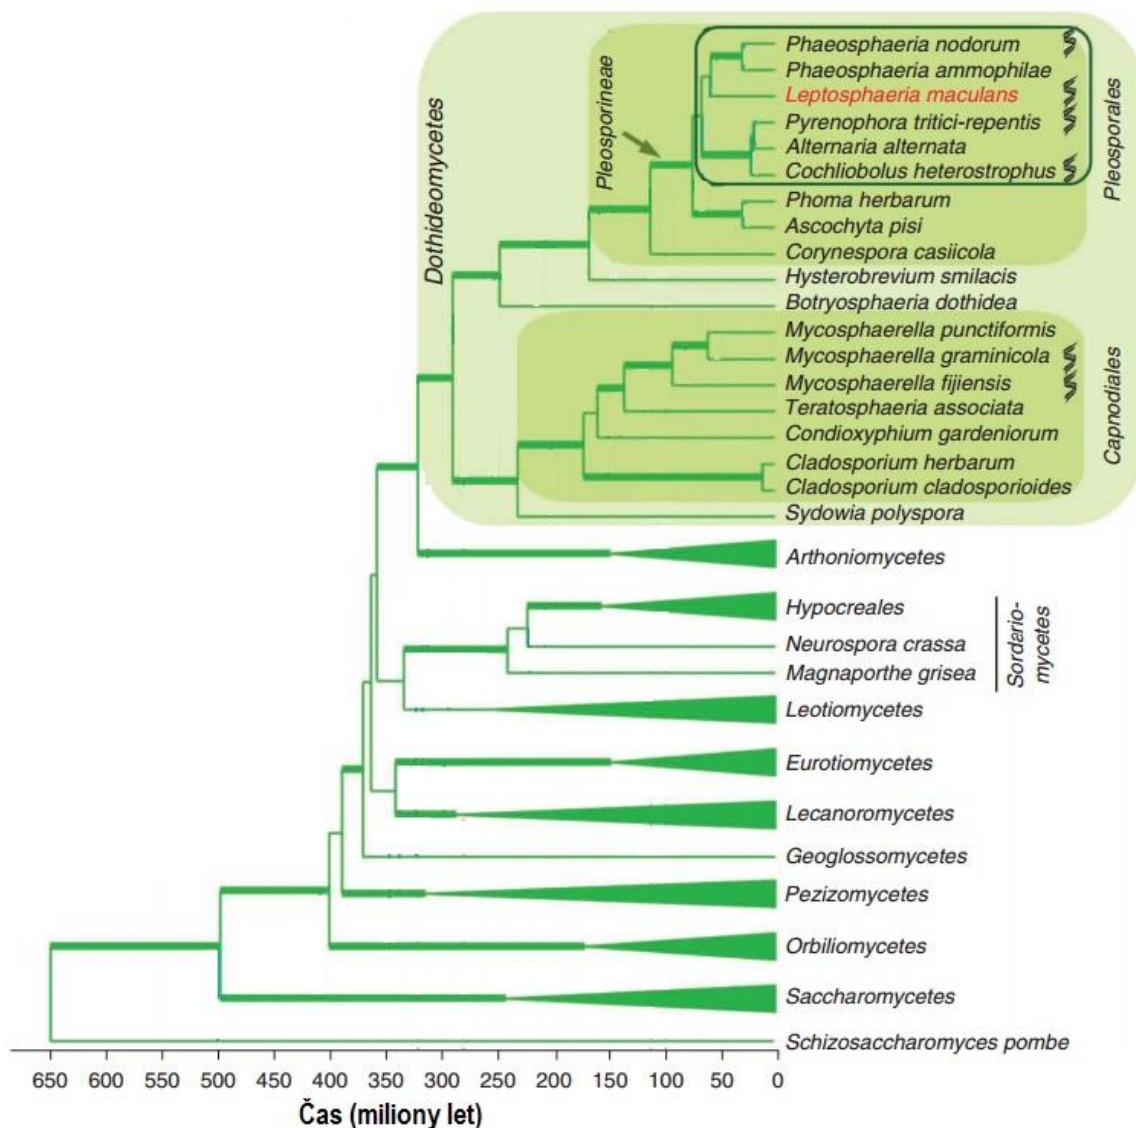 Phaeosphaeria nodorum
Phaeosphaeria ammophilae
Leptosphaeria maculans
Pyrenophora tritici-repentis
Alternaria alternata
Cochliobolus heterostrophus
Phoma herbarum
Ascochyta pisi
Corynespora casiicola
Hysterobrevium smilacis
Botryosphaeria dothidea
Mycosphaerella punctiformis
Mycosphaerella graminicola
Mycosphaerella fijiensis
Teratosphaeria associata
Condioxyphium gardeniorum
Cladosporium herbarum
Cladosporium cladosporioides
Sydowia polyspora
Arthoniomycetes
Hypocreales
Neurospora crassa
Magnaporthe grisea
Leotiomycetes
Eurotiomycetes
Lecanoromycetes
Geoglossomycetes
Pezizomycetes
Orbiliomycetes
Saccharomycetes
Schizosaccharomyces pombe
Dothideomycetes
Pleosporineae
Pleosporales
Capnodiales
Sordario-
mycetes
650 600 550 500 450 400 350 300 250 200 150 100 50 0
Čas (miliony let)